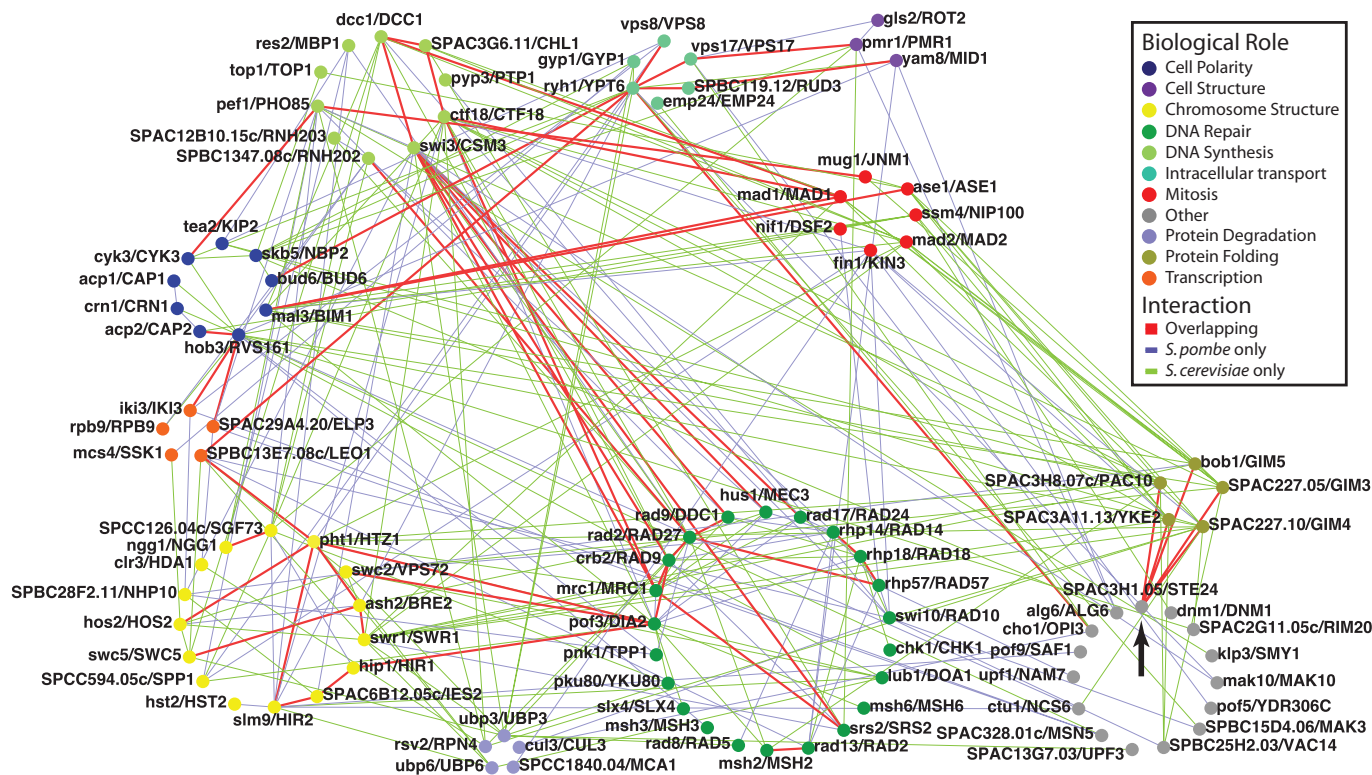 dcc1/DCC1
res2/MBP1
SPAC3G6.11/CHL1
top1/TOP1
pyp3/PTP1
pef1/PHO85
ctf18/CTF18
SPAC12B10.15c/RNH203
swi3/CSM3
SPBC1347.08c/RNH202
vps8/VPS8
vps17/VPS17
gyp1/GYP1
ryh1/YPT6
SPBC119.12/RUD3
emp24/EMP24
gls2/ROT2
pmr1/PMR1
yam8/MID1
mug1/JNM1
mad1/MAD1
ase1/ASE1
ssm4/NIP100
nif1/DSF2
mad2/MAD2
fin1/KIN3
tea2/KIP2
skb5/NBP2
cyk3/CYK3
bud6/BUD6
acp1/CAP1
crn1/CRN1
mal3/BIM1
acp2/CAP2
hob3/RVS161
iki3/IKI3
rpb9/RPB9
SPAC29A4.20/ELP3
mcs4/SSK1
SPBC13E7.08c/LEO1
SPCC126.04c/SGF73
ngg1/NGG1
pht1/HTZ1
clr3/HDA1
swc2/VPS72
SPBC28F2.11/NHP10
ash2/BRE2
hos2/HOS2
swr1/SWR1
swc5/SWC5
hip1/HIR1
SPCC594.05c/SPP1
SPAC6B12.05c/IES2
hst2/HST2
slm9/HIR2
ubp3/UBP3
rsv2/RPN4
cul3/CUL3
ubp6/UBP6
SPCC1840.04/MCA1
hus1/MEC3
rad9/DDC1
rad17/RAD24
rad2/RAD27
rhp14/RAD14
crb2/RAD9
rhp18/RAD18
mrc1/MRC1
rhp57/RAD57
pof3/DIA2
swi10/RAD10
pnk1/TPP1
chk1/CHK1
pku80/YKU80
lub1/DOA1
slx4/SLX4
msh6/MSH6
msh3/MSH3
srs2/SRS2
rad8/RAD5
rad13/RAD2
msh2/MSH2
bob1/GIM5
SPAC3H8.07c/PAC10
SPAC227.05/GIM3
SPAC3A11.13/YKE2
SPAC227.10/GIM4
SPAC3H1.05/STE24
alg6/ALG6
dnm1/DNM1
cho1/OPI3
SPAC2G11.05c/RIM20
pof9/SAF1
klp3/SMY1
upf1/NAM7
mak10/MAK10
ctu1/NCS6
pof5/YDR306C
SPAC328.01c/MSN5
SPBC15D4.06/MAK3
SPAC13G7.03/UPF3
SPBC25H2.03/VAC14
Biological Role
Cell Polarity
Cell Structure
Chromosome Structure
DNA Repair
DNA Synthesis
Intracellular transport
Mitosis
Other
Protein Degradation
Protein Folding
Transcription
Interaction
Overlapping
S. pombe only
S. cerevisiae only